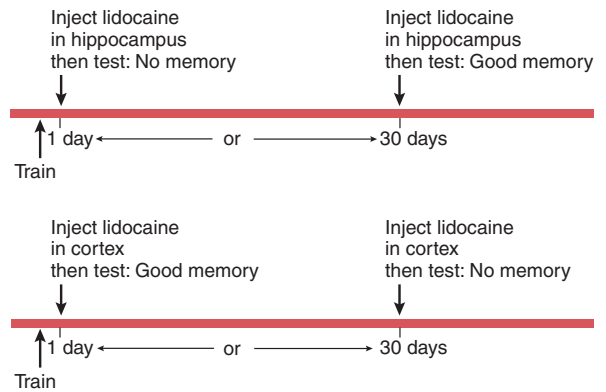 Inject lidocaine
in hippocampus
then test: No memory
Inject lidocaine
in hippocampus
then test: Good memory
1 day
or
30 days
Train
Inject lidocaine
in cortex
then test: Good memory
Inject lidocaine
in cortex
then test: No memory
1 day
or
30 days
Train